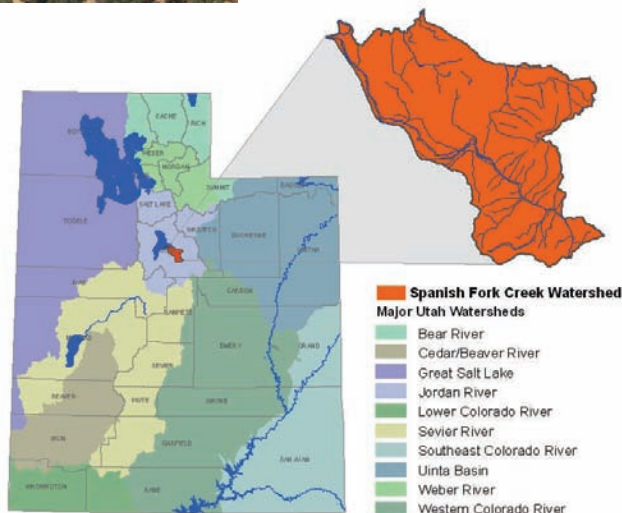 CACHE
RICH
WEBER
MORGAN
SUMMIT
SALT LAKE
TOOELE
WASATCH
DUCHESNE
UINTAH
CARBON
SANPETE
EMERY
GRAND
SEVIER
BEAVER
PIUTE
WAYNE
IRON
GARFIELD
SAN JUAN
WASHINGTON
KANE
Spanish Fork Creek Watershed
Major Utah Watersheds
Bear River
Cedar/Beaver River
Great Salt Lake
Jordan River
Lower Colorado River
Sevier River
Southeast Colorado River
Uinta Basin
Weber River
Western Colorado River